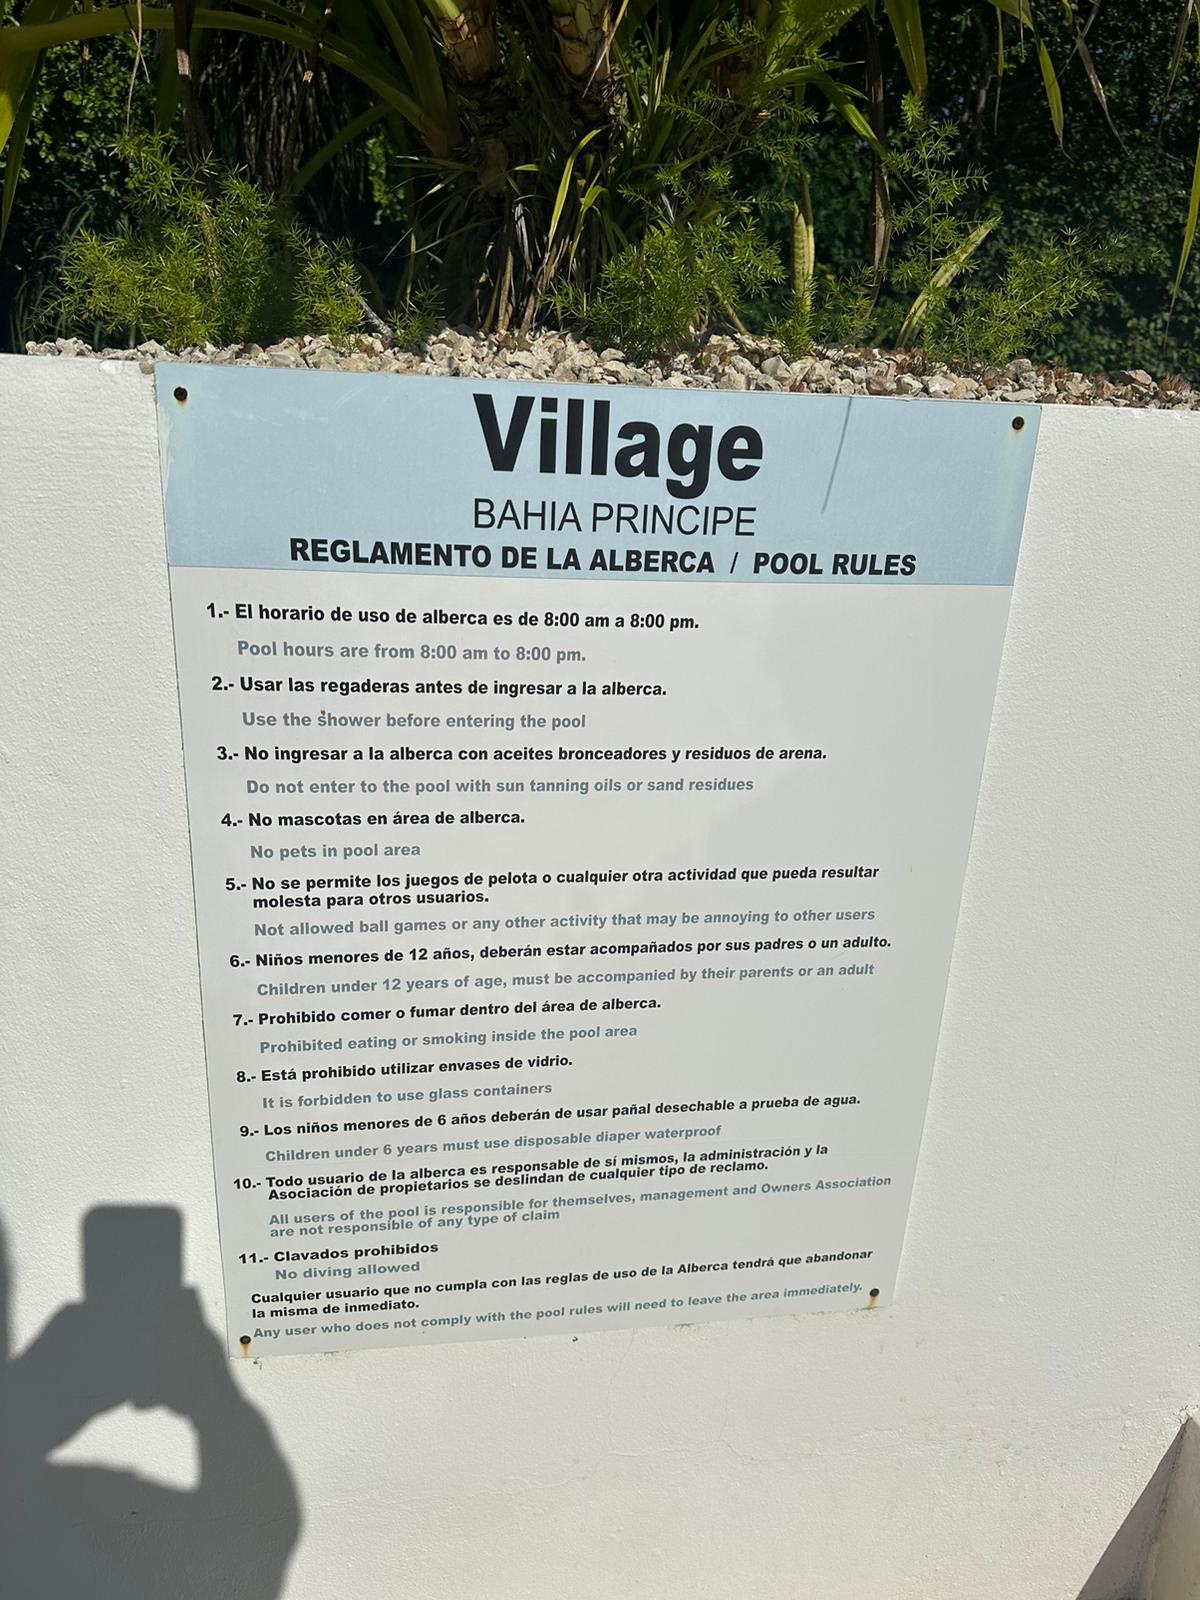 Village
BAHIA PRINCIPE
REGLAMENTO DE LA ALBERCA / POOL RULES
1.- El horario de uso de alberca es de 8:00 am a 8:00 pm.
Pool hours are from 8:00 am to 8:00 pm.
2.- Usar las regaderas antes de ingresar a la alberca.
Use the shower before entering the pool
3.- No ingresar a la alberca con aceites bronceadores y residuos de arena.
Do not enter to the pool with sun tanning oils or sand residues
4.- No mascotas en área de alberca.
No pets in pool area
5.- No se permite los juegos de pelota o cualquier otra actividad que pueda resultar
molesta para otros usuarios.
Not allowed ball games or any other activity that may be annoying to other users
6.- Niños menores de 12 años, deberán estar acompañados por sus padres o un adulto.
Children under 12 years of age, must be accompanied by their parents or an adult
7.- Prohibido comer o fumar dentro del área de alberca.
Prohibited eating or smoking inside the pool area
8.- Está prohibido utilizar envases de vidrio.
It is forbidden to use glass containers
9.- Los niños menores de 6 años deberán de usar pañal desechable a prueba de agua.
Children under 6 years must use disposable diaper waterproof
10.- Todo usuario de la alberca es responsable de sí mismos, la administración y la
Asociación de propietarios se deslindan de cualquier tipo de reclamo.
All users of the pool is responsible for themselves, management and Owners Association
are not responsible of any type of claim
11.- Clavados prohibidos
No diving allowed
Cualquier usuario que no cumpla con las reglas de uso de la Alberca tendrá que abandonar
la misma de inmediato.
Any user who does not comply with the pool rules will need to leave the area immediately.